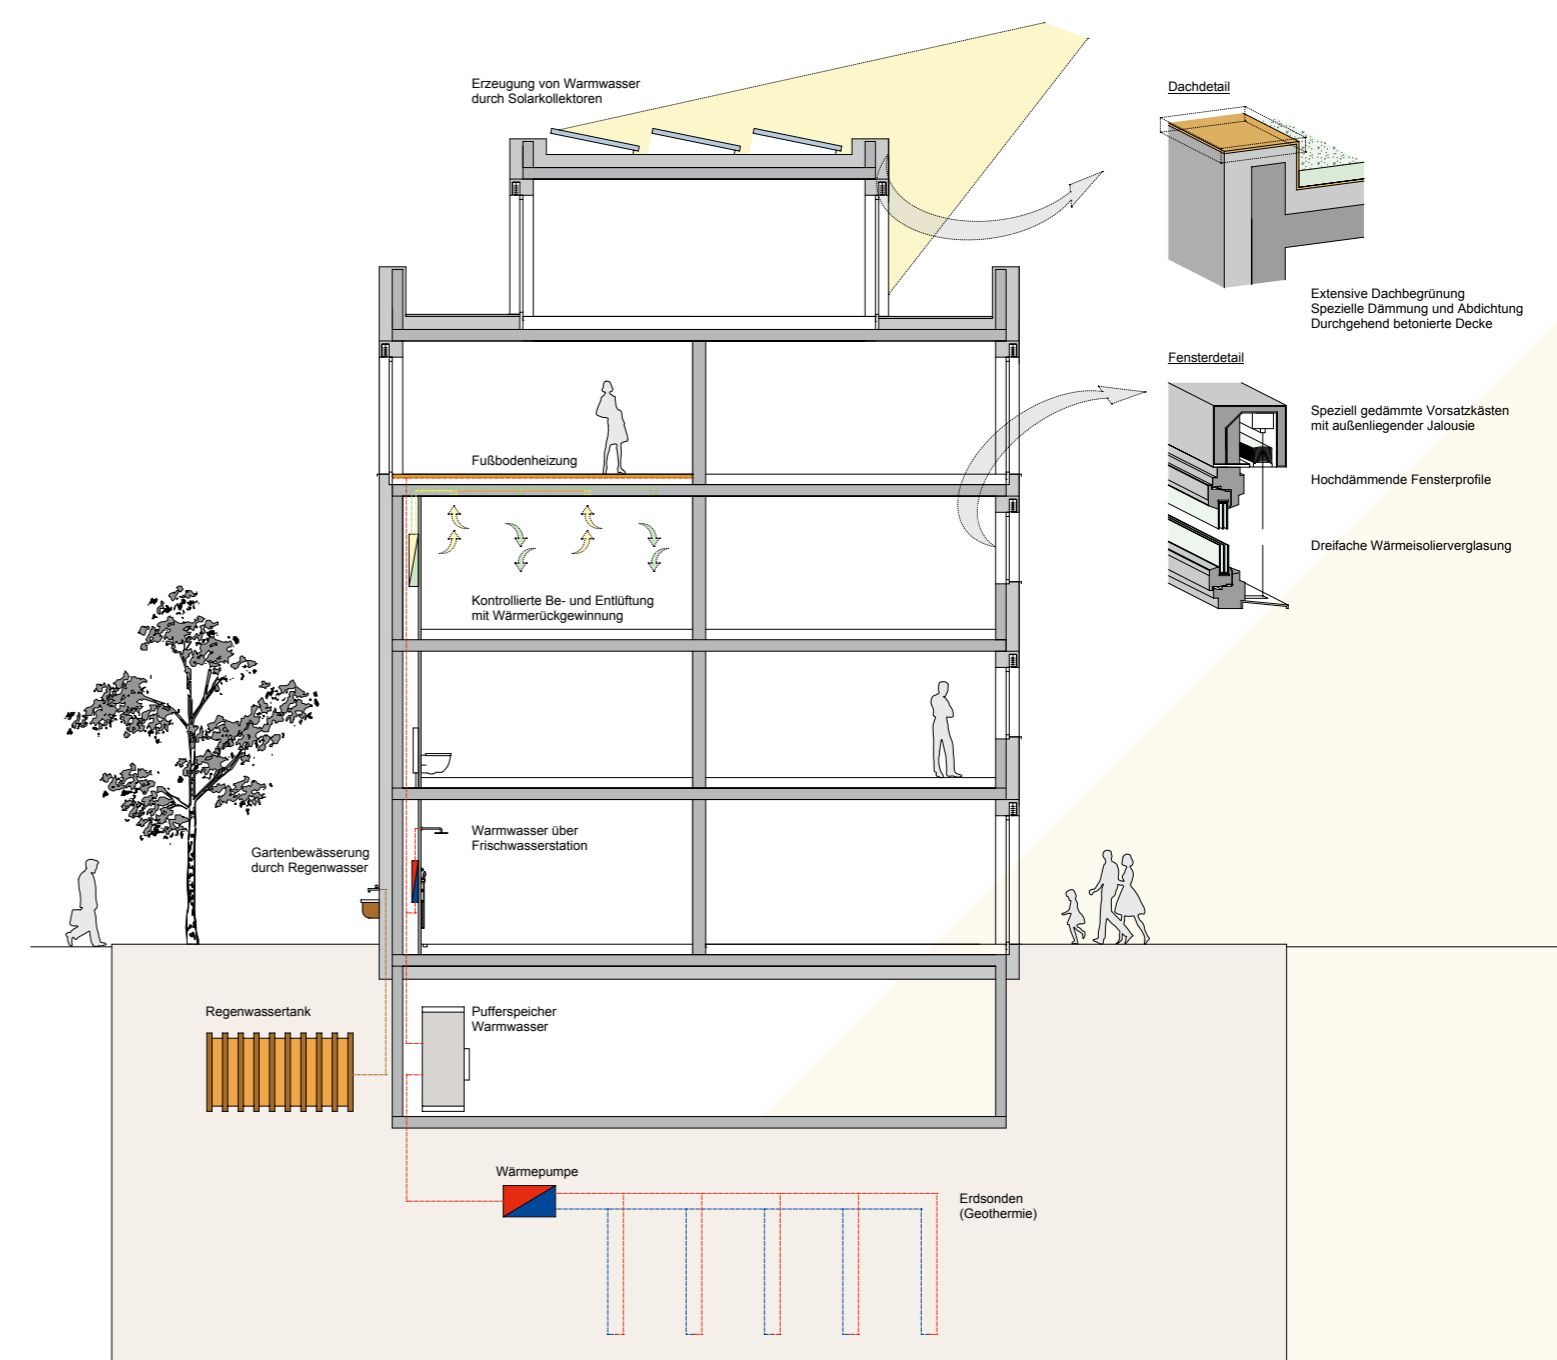 Erzeugung von Warmwasser
durch Solarkollektoren
Dachdetail
Extensive Dachbegrünung
Spezielle Dämmung und Abdichtung
Durchgehend betonierte Decke
Fensterdetail
Speziell gedämmte Vorsatzkästen
mit außenliegender Jalousie
Hochdämmende Fensterprofile
Dreifache Wärmeisolierverglasung
Fußbodenheizung
Kontrollierte Be- und Entlüftung
mit Wärmerückgewinnung
Warmwasser über
Frischwasserstation
Gartenbewässerung
durch Regenwasser
Regenwassertank
Pufferspeicher
Warmwasser
Wärmepumpe
Erdsonden
(Geothermie)